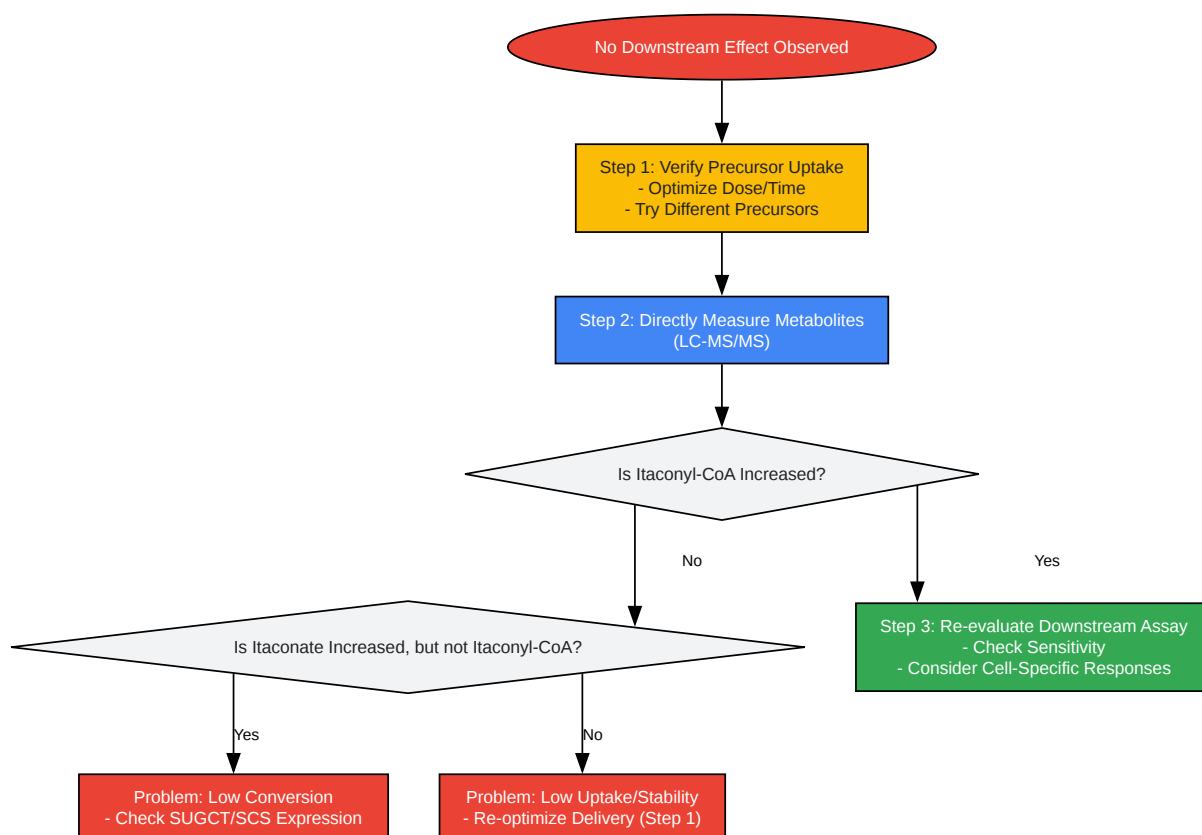 No Downstream Effect Observed
Step 1: Verify Precursor Uptake
- Optimize Dose/Time
- Try Different Precursors
Step 2: Directly Measure Metabolites
(LC-MS/MS)
Is Itaconyl-CoA Increased?
No
Yes
Is Itaconate Increased, but not Itaconyl-CoA?
Step 3: Re-evaluate Downstream Assay
- Check Sensitivity
- Consider Cell-Specific Responses
Yes
No
Problem: Low Conversion
- Check SUGCT/SCS Expression
Problem: Low Uptake/Stability
- Re-optimize Delivery (Step 1)